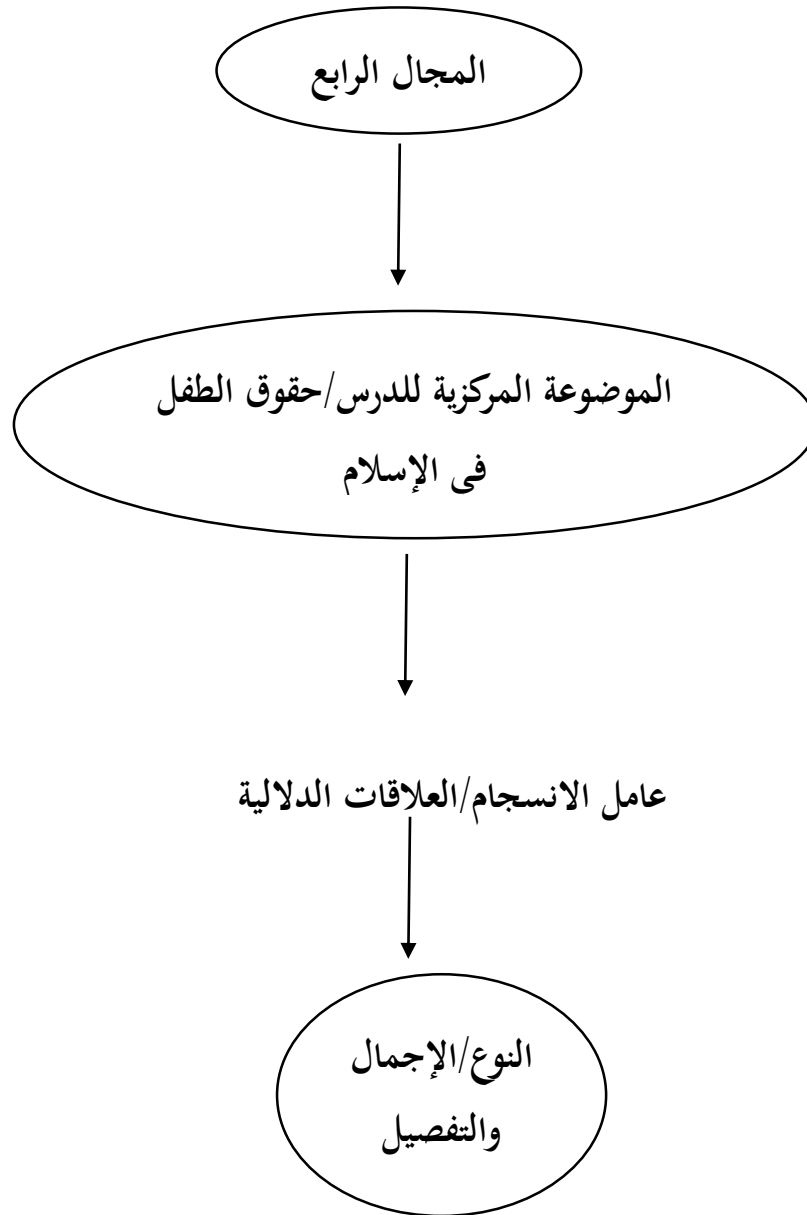 المجال الرابع
الموضوعة المركزية للدرس/حقوق الطفل
فى الإسلام
عامل الانسجام/العلاقات الدلالية
النوع/الإجمال
والتفصيل